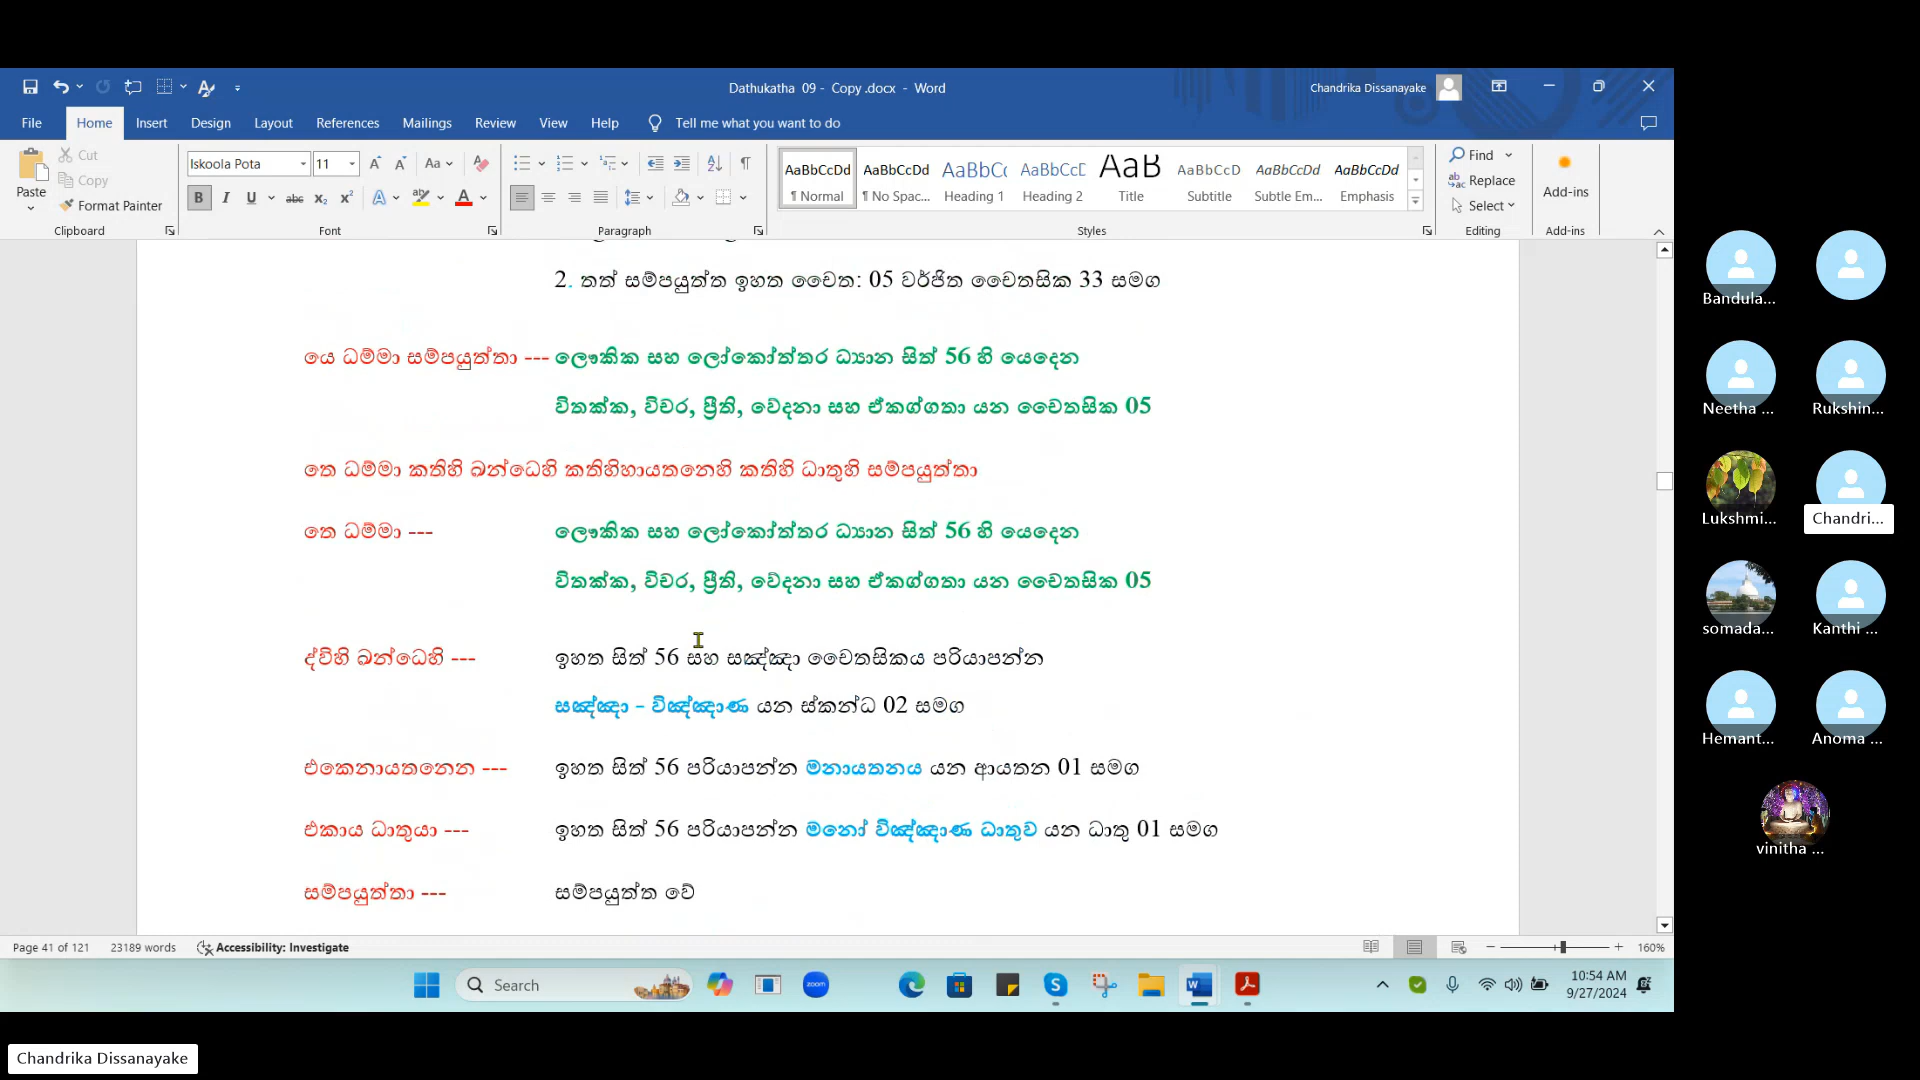 Dathukatha 09 - Copy .docx - Word
Chandrika Dissanayake
File Home Insert Design Layout References Mailings Review View Help Tell me what you want to do
Paste
Cut
Copy
Format Painter
Clipboard
Iskoola Pota 11
Font
Paragraph
AaBbCcDd AaBbCcDd AaBbCc AaBbCcC AaB AaBbCcD AaBbCcDd AaBbCcDd
¶ Normal ¶ No Spac... Heading 1 Heading 2 Title Subtitle Subtle Em... Emphasis
Styles
Find
Replace
Select
Editing
Add-ins
Add-ins
2. තත් සම්පයුත්ත ඉහත චෛත: 05 වර්ජිත චෛතසික 33 සමග
යෙ ධම්මා සම්පයුත්තා --- ලෞකික සහ ලෝකෝත්තර ධ්‍යාන සිත් 56 හි යෙදෙන
විතක්ක, විචර, ප්‍රීති, වේදනා සහ ඒකග්ගතා යන චෛතසික 05
තෙ ධම්මා කතිහි ඛන්ධෙහි කතිහිහායතනෙහි කතිහි ධාතුහි සම්පයුත්තා
තෙ ධම්මා --- ලෞකික සහ ලෝකෝත්තර ධ්‍යාන සිත් 56 හි යෙදෙන
විතක්ක, විචර, ප්‍රීති, වේදනා සහ ඒකග්ගතා යන චෛතසික 05
ද්විහි ඛන්ධෙහි --- ඉහත සිත් 56 සහ සඤ්ඤා චෛතසිකය පරියාපන්න
සඤ්ඤා - විඤ්ඤාණ යන ස්කන්ධ 02 සමග
එකෙනායතනෙන --- ඉහත සිත් 56 පරියාපන්න මනායතනය යන ආයතන 01 සමග
එකාය ධාතුයා --- ඉහත සිත් 56 පරියාපන්න මනෝ විඤ්ඤාණ ධාතුව යන ධාතු 01 සමග
සම්පයුත්තා --- සම්පයුත්ත වේ
Page 41 of 121 23189 words Accessibility: Investigate 160%
Search
zoom
10:54 AM
9/27/2024
Bandula...
Neetha ... Rukshin...
Lukshmi... Chandri...
somada... Kanthi ...
Hemant... Anoma ...
vinitha ...
Chandrika Dissanayake